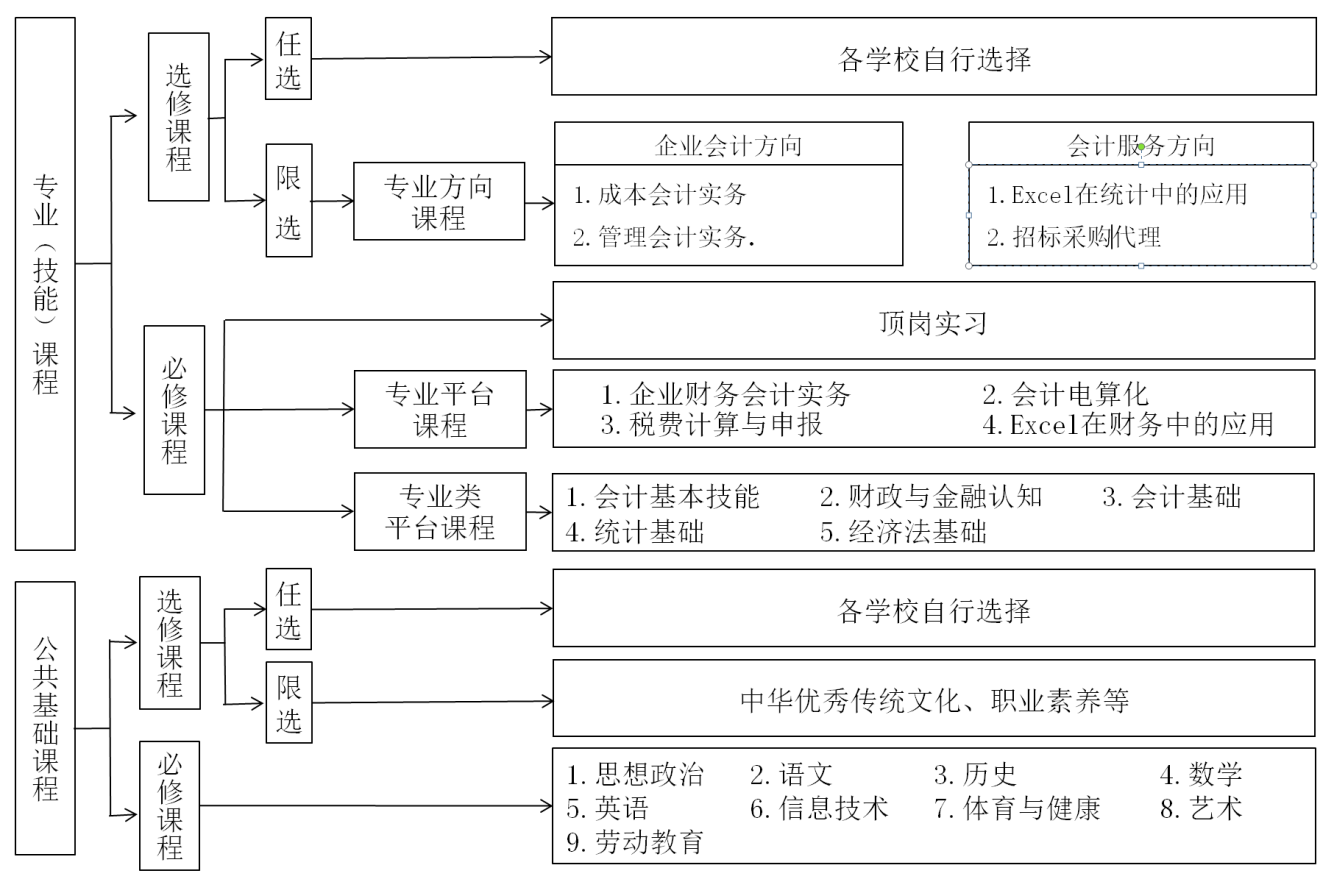 专业（技能）课程
选修课程
任选
各学校自行选择
限选
专业方向
课程
企业会计方向
1.成本会计实务
2.管理会计实务.
会计服务方向
1.Excel在统计中的应用
2.招标采购代理
必修课程
顶岗实习
专业平台
课程
1.企业财务会计实务 2.会计电算化
3.税费计算与申报 4.Excel在财务中的应用
专业类
平台课程
1.会计基本技能 2.财政与金融认知 3.会计基础
4.统计基础 5.经济法基础
公共基础课程
选修课程
任选
各学校自行选择
限选
中华优秀传统文化、职业素养等
必修课程
1.思想政治 2.语文 3.历史 4.数学
5.英语 6.信息技术 7.体育与健康 8.艺术
9.劳动教育